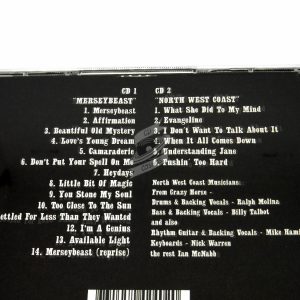 CD 1
"MERSEYBEAST"
1. Merseybeast
2. Affirmation
3. Beautiful Old Mystery
4. Love's Young Dream
5. Camaraderie
6. Don't Put Your Spell On Me
7. Heydays
8. Little Bit Of Magic
9. You Stone My Soul
10. Too Close To The Sun
ettled For Less Than They Wanted
12. I'm A Genius
13. Available Light
14. Merseybeast (reprise)
CD 2
"NORTH WEST COAST"
1. What She Did To My Mind
2. Evangeline
3. I Don't Want To Talk About It
4. When It All Comes Down
5. Understanding Jane
6. Pushin' Too Hard
North West Coast Musicians:
From Crazy Horse -
Drums & Backing Vocals - Ralph Molina
Bass & Backing Vocals - Billy Talbot
and also
Rhythm Guitar & Backing Vocals - Mike Ham
Keyboards - Nick Warren
the rest Ian McNabb